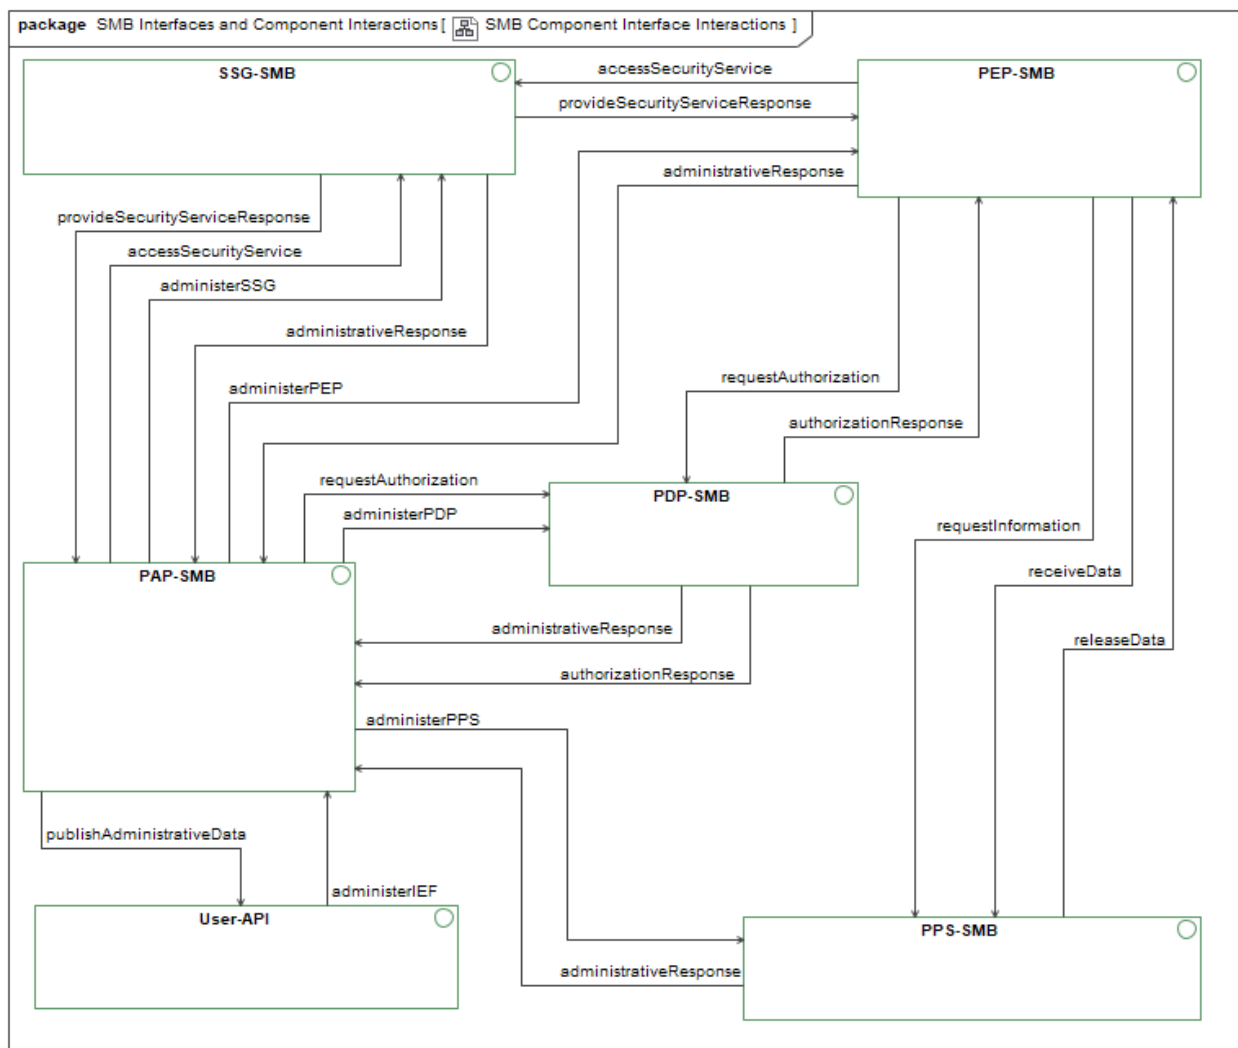 package SMB Interfaces and Component Interactions [ SMB Component Interface Interactions ]
SSG-SMB
accessSecurityService
PEP-SMB
provideSecurityServiceResponse
administrativeResponse
provideSecurityServiceResponse
accessSecurityService
administerSSG
administrativeResponse
requestAuthorization
administerPEP
authorizationResponse
requestAuthorization
PDP-SMB
administerPDP
requestInformation
PAP-SMB
receiveData
administrativeResponse
releaseData
authorizationResponse
administerPPS
publishAdministrativeData
administerIEF
User-API
PPS-SMB
administrativeResponse